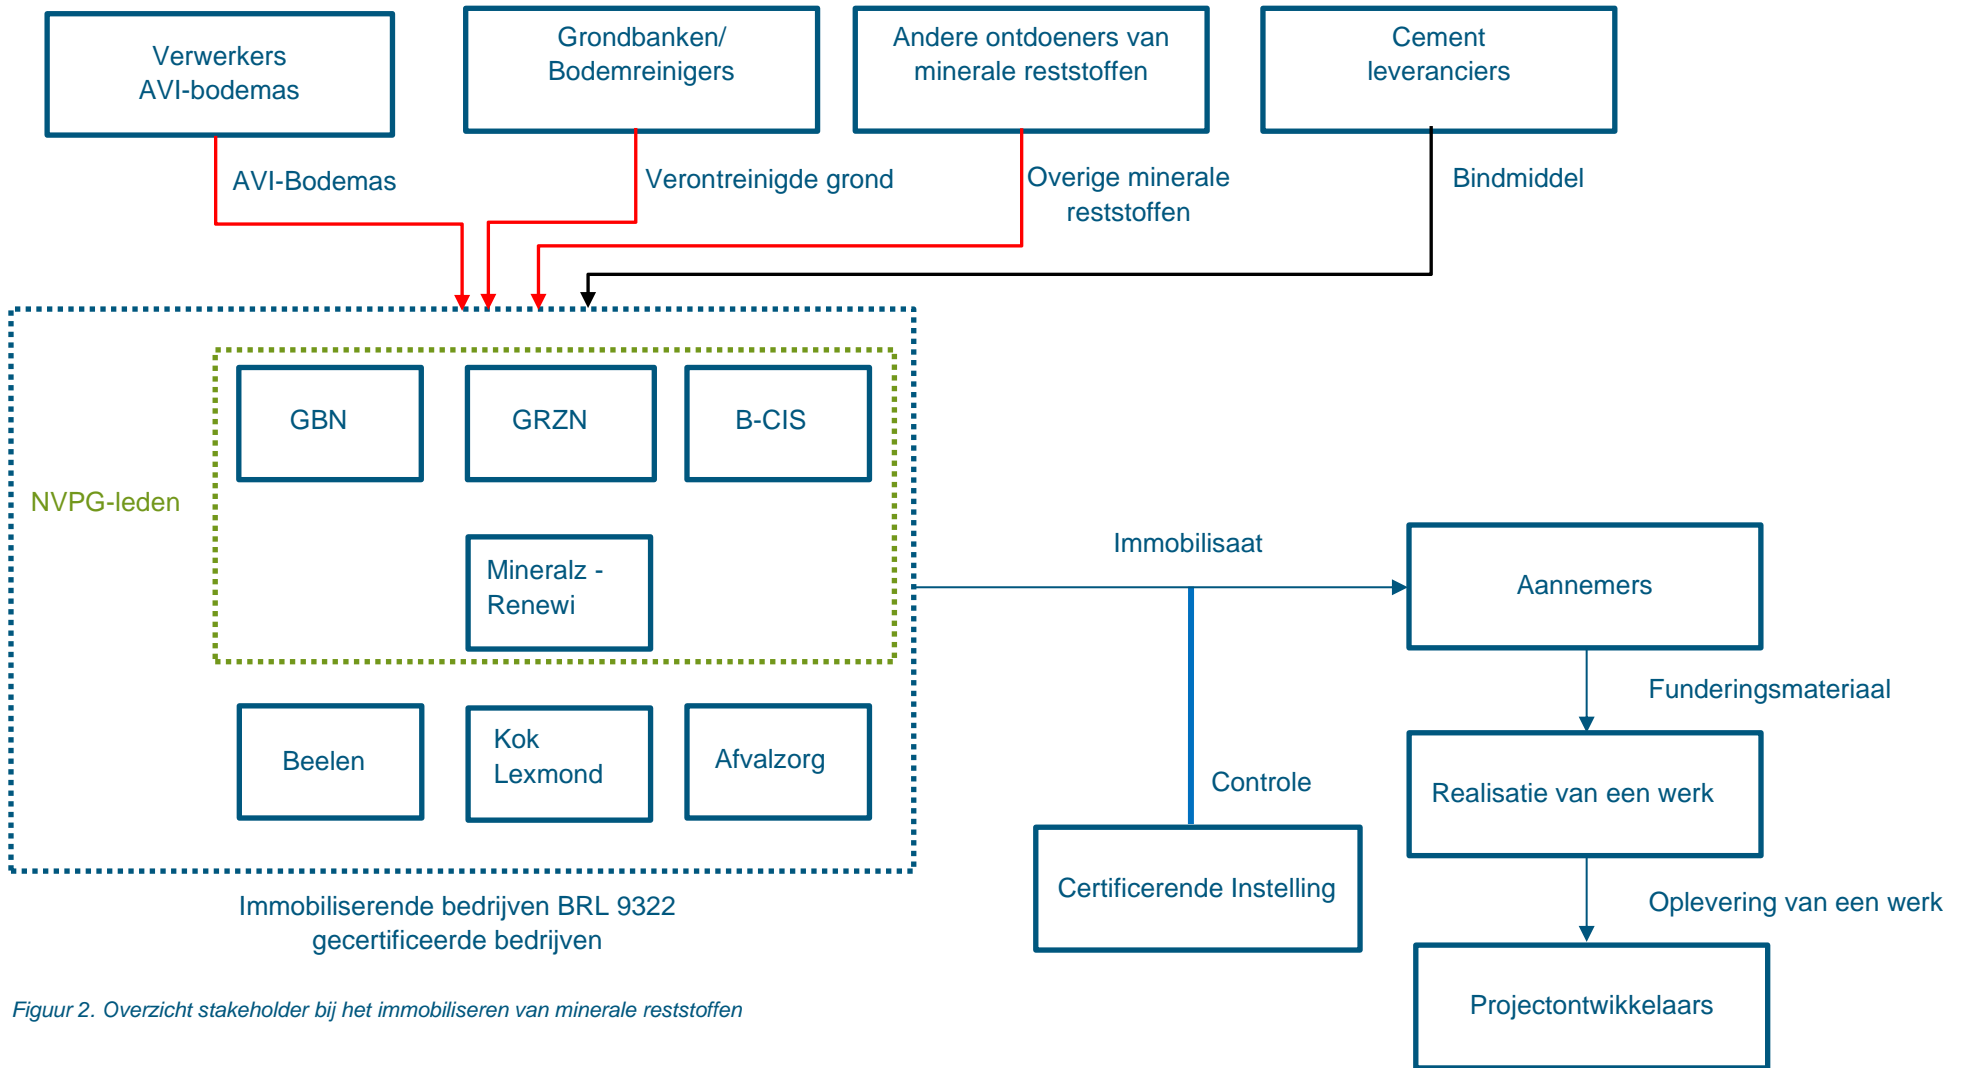 Verwerkers
AVI-bodemas
Grondbanken/
Bodemreinigers
Andere ontdoeners van
minerale reststoffen
Cement
leveranciers
AVI-Bodemas
Verontreinigde grond
Overige minerale
reststoffen
Bindmiddel
GBN
GRZN
B-CIS
NVPG-leden
Mineralz -
Renewi
Beelen
Kok
Lexmond
Afvalzorg
Immobiliserende bedrijven BRL 9322
gecertificeerde bedrijven
Immobilisaat
Controle
Certificerende Instelling
Aannemers
Funderingsmateriaal
Realisatie van een werk
Oplevering van een werk
Projectontwikkelaars
Figuur 2. Overzicht stakeholder bij het immobiliseren van minerale reststoffen